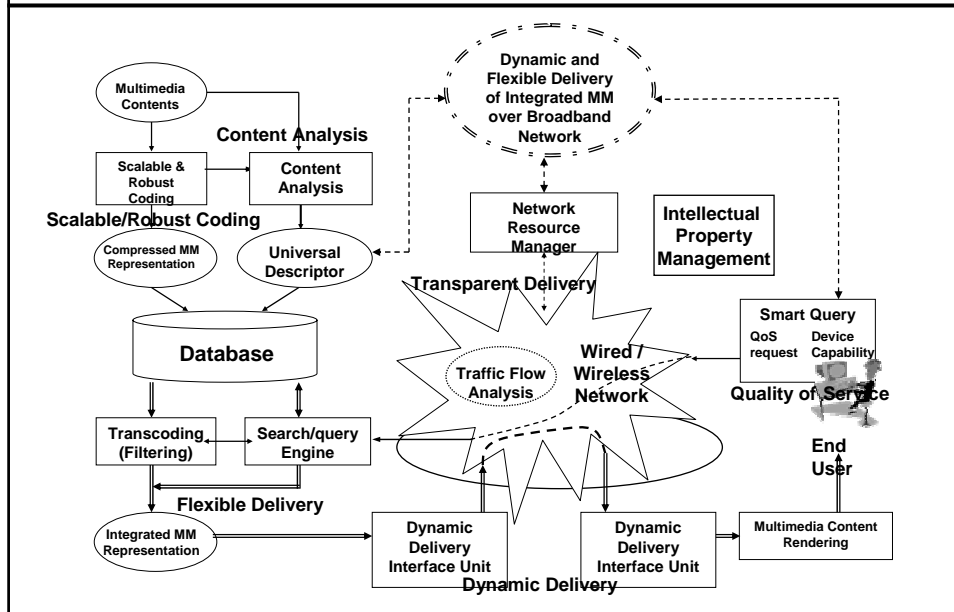 Dynamic and
Flexible Delivery
of Integrated MM
over Broadband
Network
Multimedia
Contents
Content Analysis
Scalable &
Robust
Coding
Content
Analysis
Scalable/Robust Coding
Compressed MM
Representation
Universal
Descriptor
Network
Resource
Manager
Intellectual
Property
Management
Transparent Delivery
Database
Traffic Flow
Analysis
Wired /
Wireless
Network
Smart Query
QoS
request
Device
Capability
Quality of Service
End
User
Transcoding
(Filtering)
Search/query
Engine
Flexible Delivery
Integrated MM
Representation
Dynamic
Delivery
Interface Unit
Dynamic
Delivery
Interface Unit
Dynamic Delivery
Multimedia Content
Rendering